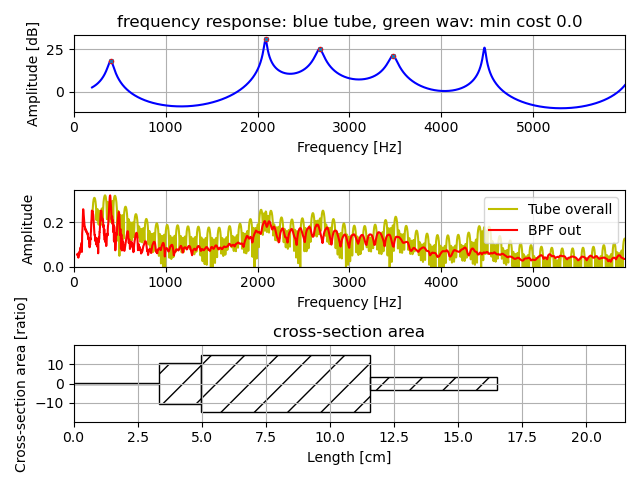 frequency response: blue tube, green wav: min cost 0.0
Amplitude [dB]
25
0
0 1000 2000 3000 4000 5000
Frequency [Hz]
Amplitude
0.2
0.0
Tube overall
BPF out
0 1000 2000 3000 4000 5000
Frequency [Hz]
cross-section area
Cross-section area [ratio]
10
0
−10
0.0 2.5 5.0 7.5 10.0 12.5 15.0 17.5 20.0
Length [cm]